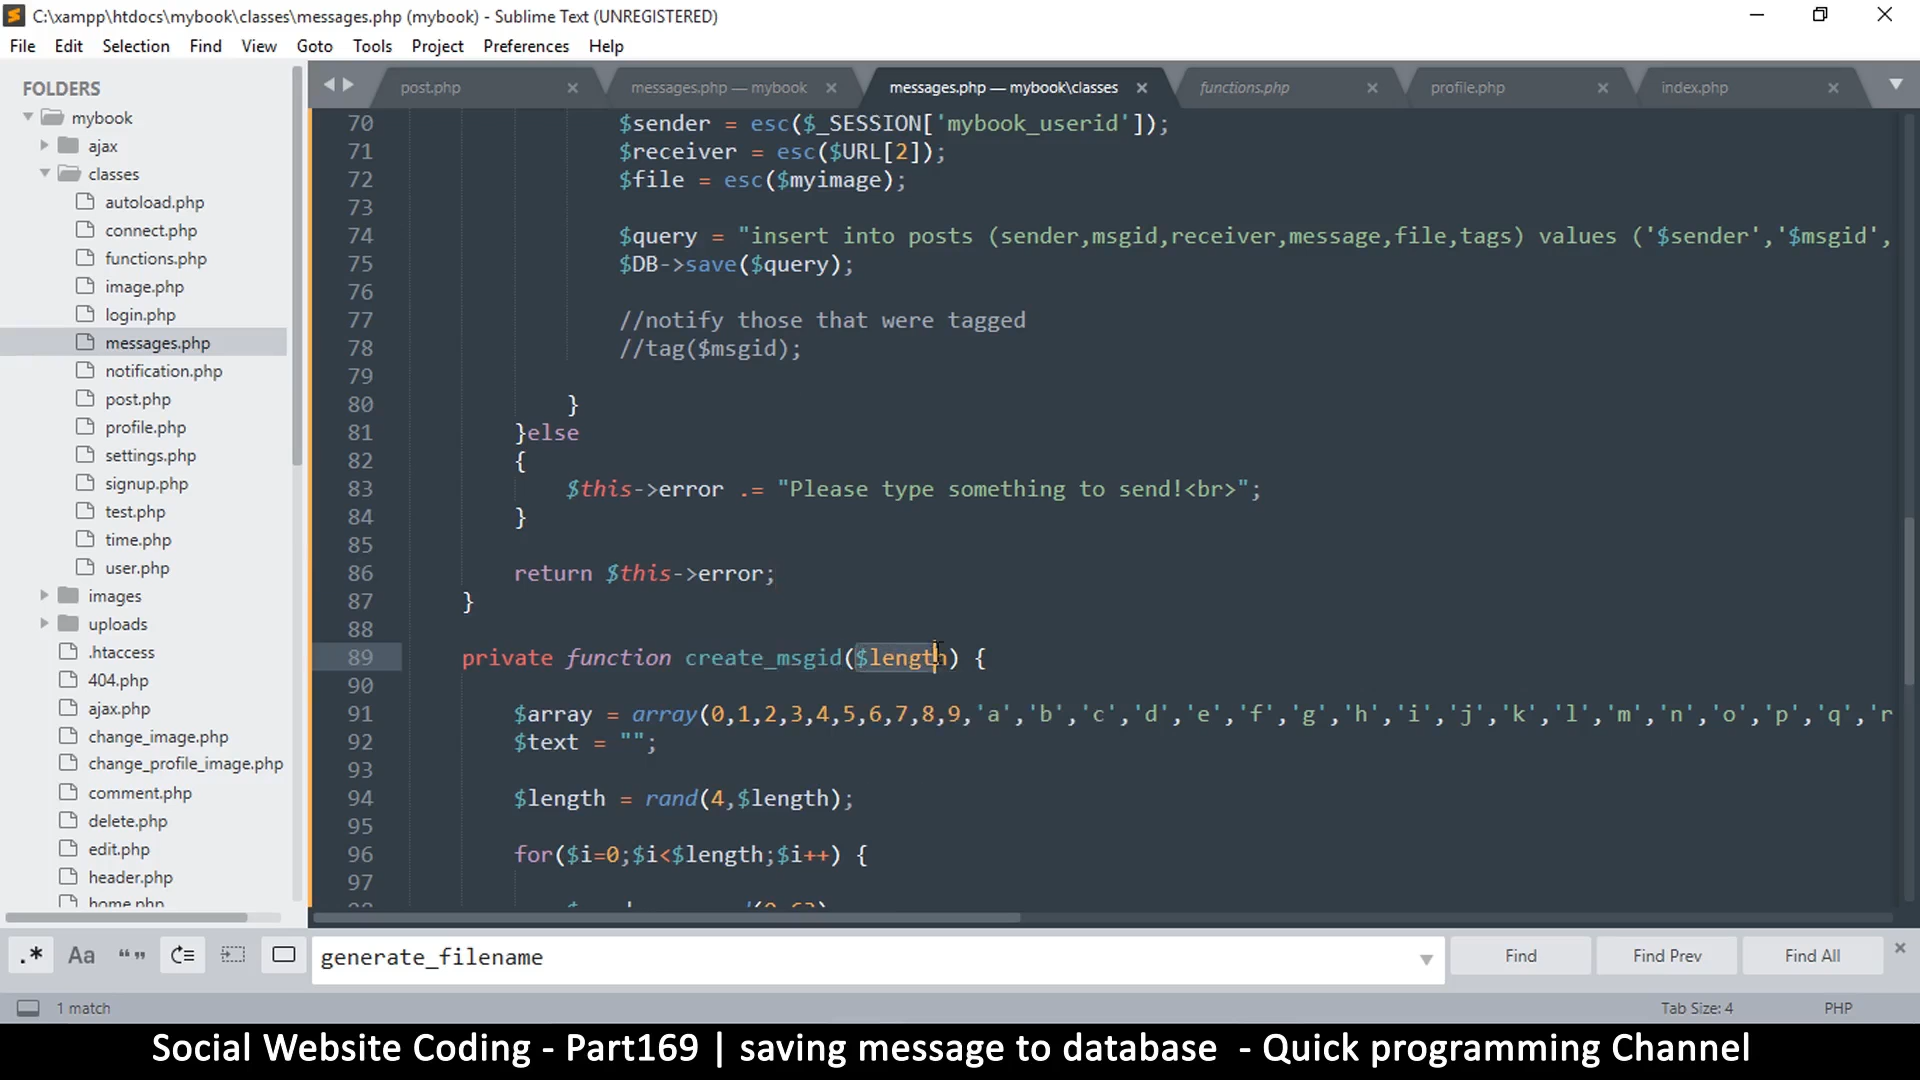 C:\xampp\htdocs\mybook\classes\messages.php (mybook) - Sublime Text (UNREGISTERED)
File Edit Selection Find View Goto Tools Project Preferences Help
FOLDERS
mybook
ajax
classes
autoload.php
connect.php
functions.php
image.php
login.php
messages.php
notification.php
post.php
profile.php
settings.php
signup.php
test.php
time.php
user.php
images
uploads
.htaccess
404.php
ajax.php
change_image.php
change_profile_image.php
comment.php
delete.php
edit.php
header.php
home.php
post.php messages.php — mybook messages.php — mybook\classes functions.php profile.php index.php
70 $sender = esc($_SESSION['mybook_userid']);
71 $receiver = esc($URL[2]);
72 $file = esc($myimage);
73
74 $query = "insert into posts (sender,msgid,receiver,message,file,tags) values ('$sender','$msgid',
75 $DB->save($query);
76
77 //notify those that were tagged
78 //tag($msgid);
79
80 }
81 }else
82 {
83 $this->error .= "Please type something to send!<br>";
84 }
85
86 return $this->error;
87 }
88
89 private function create_msgid($length) {
90
91 $array = array(0,1,2,3,4,5,6,7,8,9,'a','b','c','d','e','f','g','h','i','j','k','l','m','n','o','p','q','r
92 $text = "";
93
94 $length = rand(4,$length);
95
96 for($i=0;$i<$length;$i++) {
97
.* Aa “” generate_filename Find Find Prev Find All
1 match Tab Size: 4 PHP
Social Website Coding - Part169 | saving message to database - Quick programming Channel